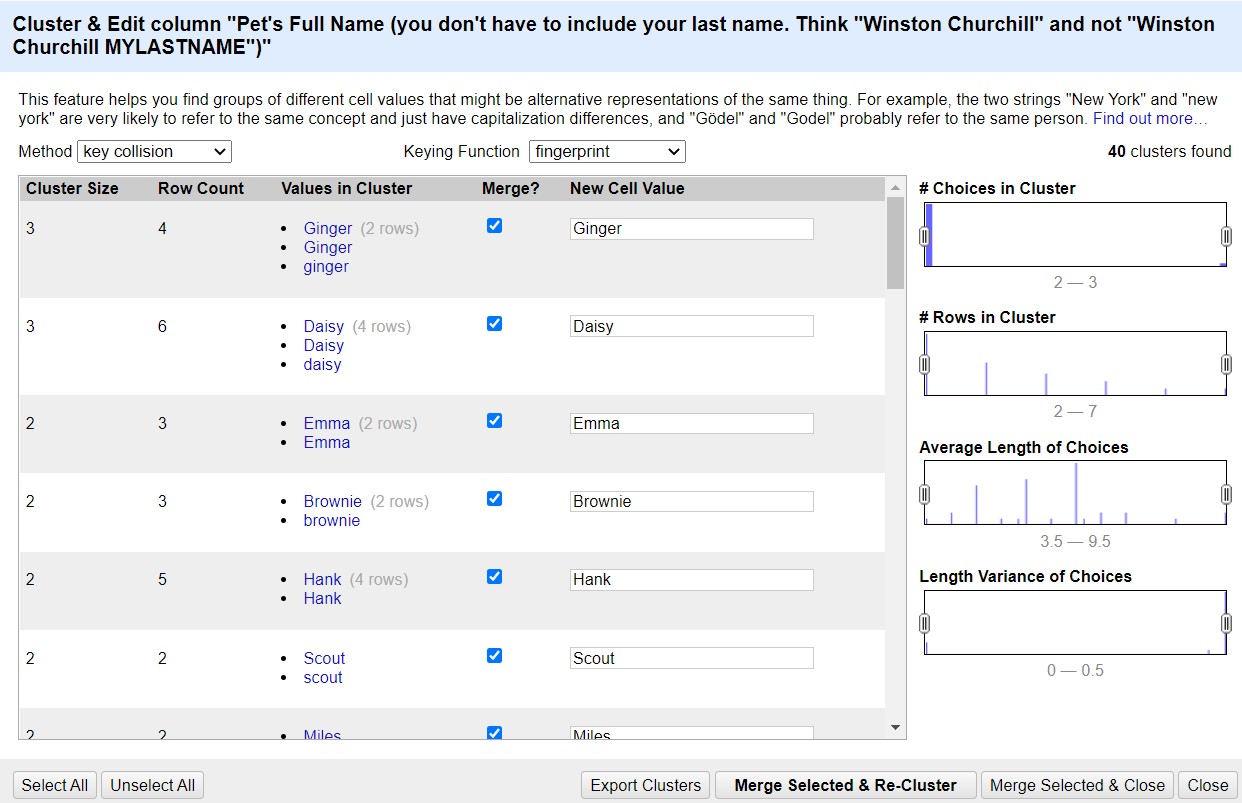 Cluster & Edit column "Pet's Full Name (you don't have to include your last name. Think "Winston Churchill" and not "Winston
Churchill MYLASTNAME")"
This feature helps you find groups of different cell values that might be alternative representations of the same thing. For example, the two strings "New York" and "new
york" are very likely to refer to the same concept and just have capitalization differences, and "Gödel" and "Godel" probably refer to the same person. Find out more…
Method key collision Keying Function fingerprint 40 clusters found
Cluster Size Row Count Values in Cluster Merge? New Cell Value
3 4 • Ginger (2 rows) Ginger
• Ginger
• ginger
3 6 • Daisy (4 rows) Daisy
• Daisy
• daisy
2 3 • Emma (2 rows) Emma
• Emma
2 3 • Brownie (2 rows) Brownie
• brownie
2 5 • Hank (4 rows) Hank
• Hank
2 2 • Scout Scout
• scout
2 2 • Miles Miles
# Choices in Cluster
2 — 3
# Rows in Cluster
2 — 7
Average Length of Choices
3.5 — 9.5
Length Variance of Choices
0 — 0.5
Select All Unselect All Export Clusters Merge Selected & Re-Cluster Merge Selected & Close Close